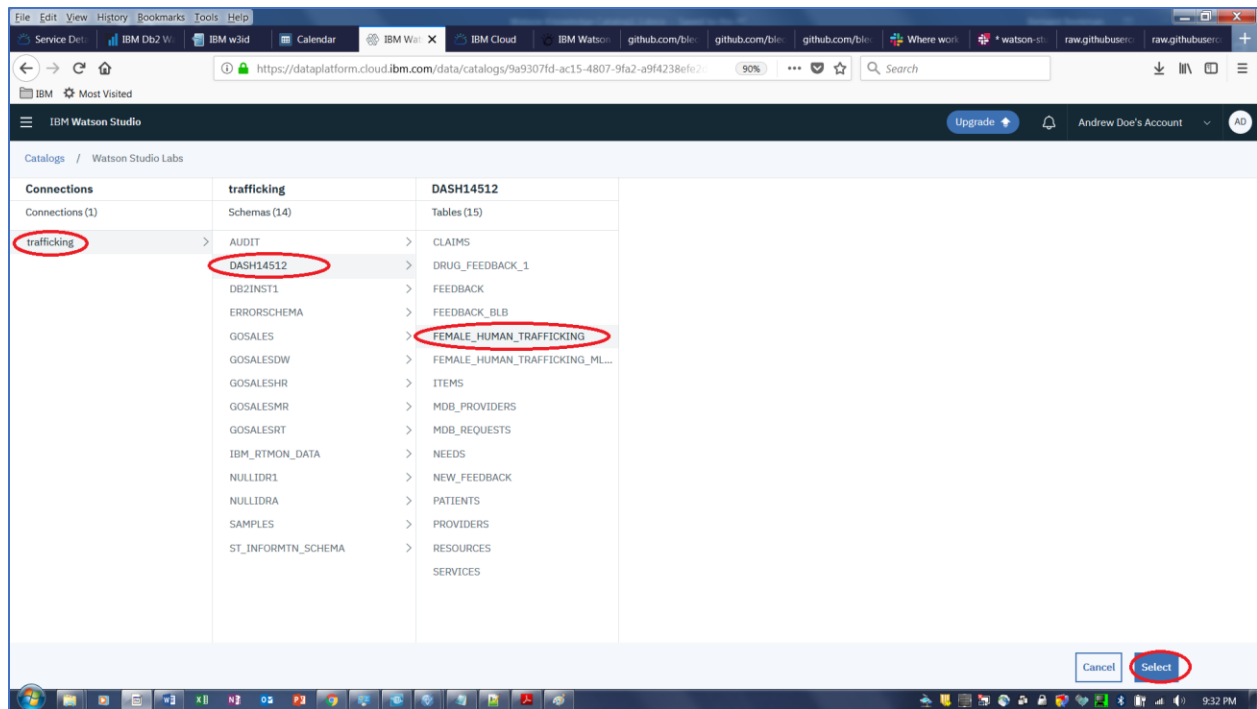 File Edit View History Bookmarks Tools Help
Service Det IBM Db2 W IBM w3id Calendar IBM Wat IBM Cloud IBM Watson github.com/blec github.com/blec github.com/blec Where work * watson-st raw.githubuserc raw.githubuserc
https://dataplatform.cloud.ibm.com/data/catalogs/9a9307fd-ac15-4807-9fa2-a9f4238efe2 90% Search
IBM Most Visited
IBM Watson Studio Upgrade Andrew Doe's Account AD
Catalogs / Watson Studio Labs
Connections trafficking DASH14512
Connections (1) Schemas (14) Tables (15)
trafficking AUDIT CLAIMS
DASH14512 DRUG_FEEDBACK_1
DB2INST1 FEEDBACK
ERRORSCHEMA FEEDBACK_BLB
GOSALES FEMALE_HUMAN_TRAFFICKING
GOSALESDW FEMALE_HUMAN_TRAFFICKING_ML...
GOSALESHR ITEMS
GOSALESMR MDB_PROVIDERS
GOSALESRT MDB_REQUESTS
IBM_RTMON_DATA NEEDS
NULLIDR1 NEW_FEEDBACK
NULLIDRA PATIENTS
SAMPLES PROVIDERS
ST_INFORMTN_SCHEMA RESOURCES
SERVICES
Cancel Select
9:32 PM